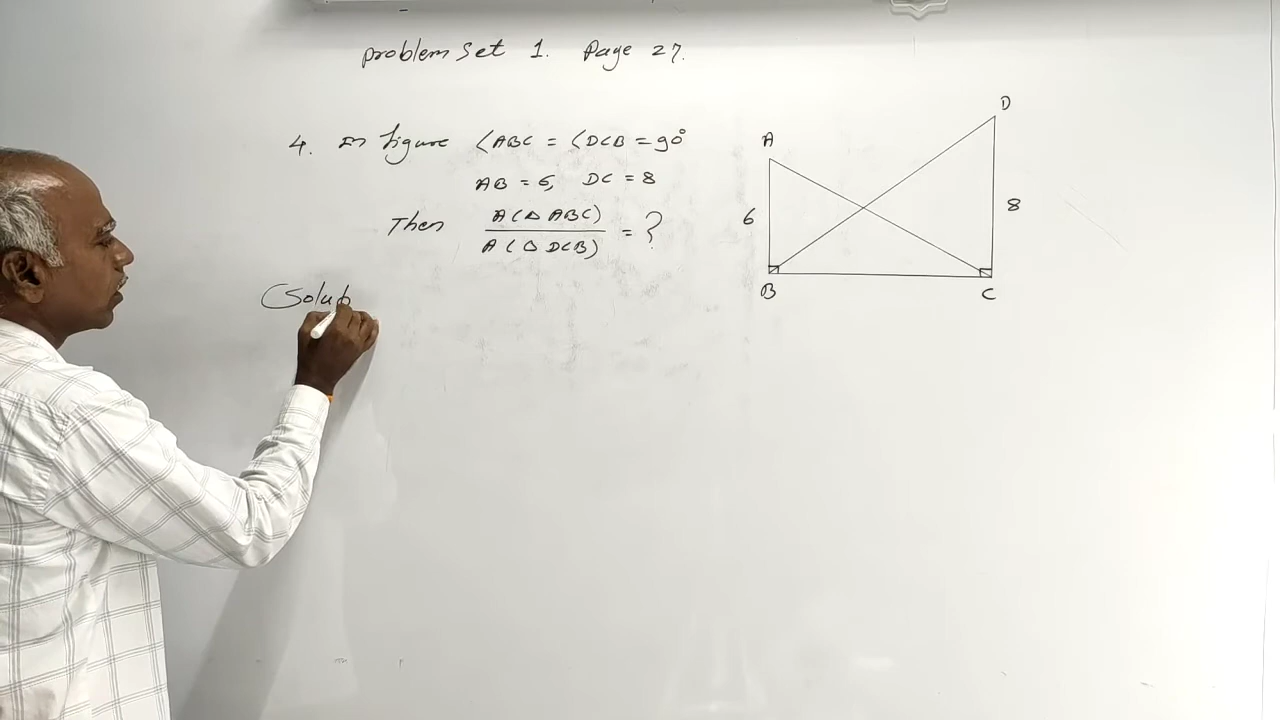 problem set 1. Page 27.
4. In figure ∠ABC = ∠DCB = 90°
AB = 6, DC = 8
Then A(△ABC)
A(△DCB) = ?
Solut
A
D
6
8
B
C